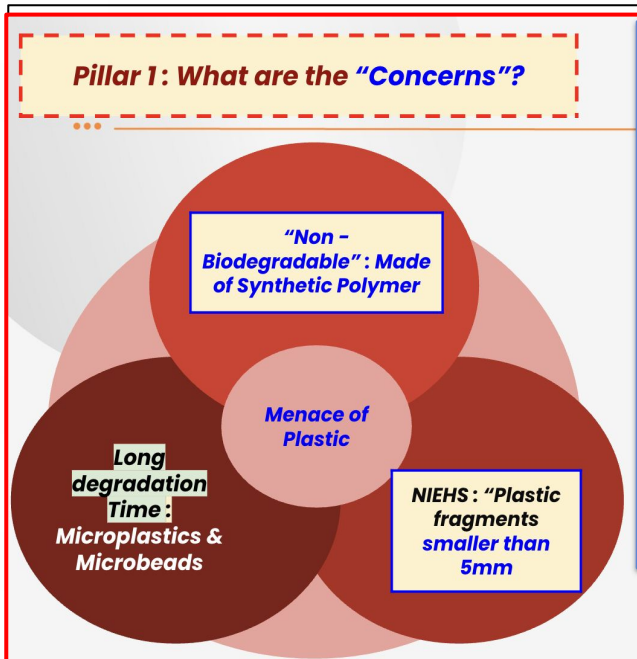 Pillar 1 : What are the “Concerns”?
“Non -
Biodegradable” : Made
of Synthetic Polymer
Menace of
Plastic
Long
degradation
Time :
Microplastics &
Microbeads
NIEHS : “Plastic
fragments
smaller than
5mm